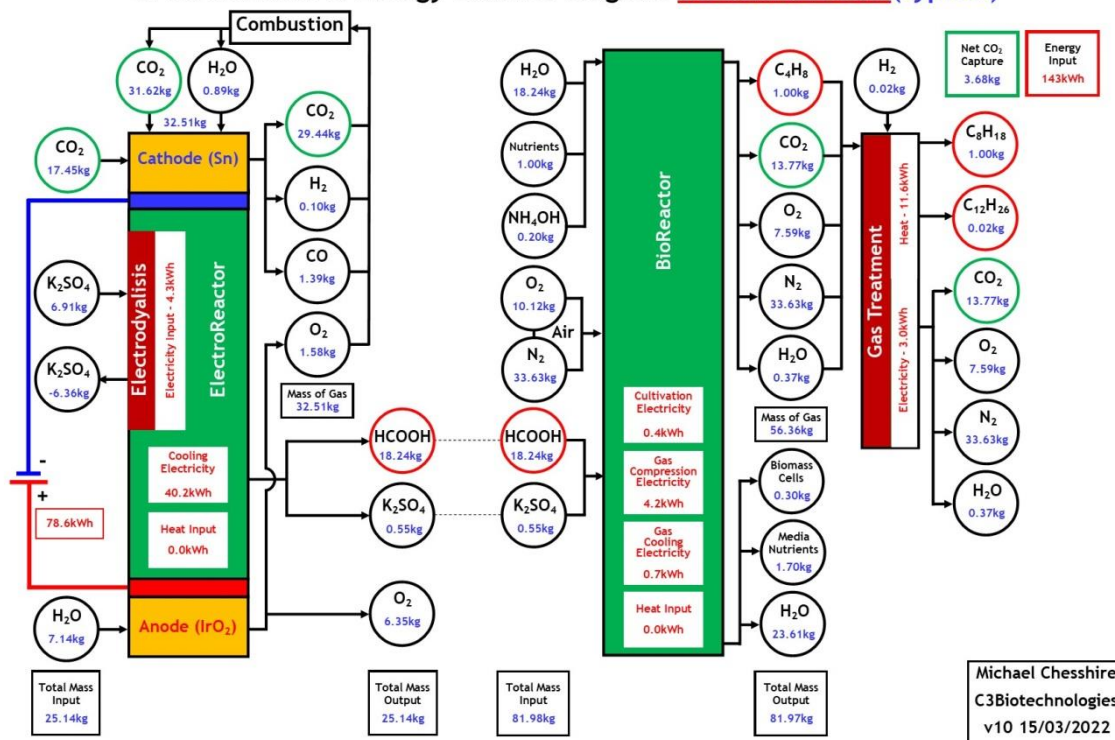 Combustion
CO₂
31.62kg
H₂O
0.89kg
32.51kg
CO₂
17.45kg
Cathode (Sn)
CO₂
29.44kg
H₂
0.10kg
CO
1.39kg
O₂
1.58kg
Mass of Gas
32.51kg
K₂SO₄
6.91kg
K₂SO₄
-6.36kg
Electrodyalisis
Electricity Input - 4.3kWh
ElectroReactor
Cooling
Electricity
40.2kWh
Heat Input
0.0kWh
-
+
78.6kWh
H₂O
7.14kg
Anode (IrO₂)
HCOOH
18.24kg
K₂SO₄
0.55kg
O₂
6.35kg
Total Mass
Input
25.14kg
Total Mass
Output
25.14kg
H₂O
18.24kg
Nutrients
1.00kg
NH₄OH
0.20kg
O₂
10.12kg
Air
N₂
33.63kg
HCOOH
18.24kg
K₂SO₄
0.55kg
BioReactor
Cultivation
Electricity
0.4kWh
Gas
Compression
Electricity
4.2kWh
Gas
Cooling
Electricity
0.7kWh
Heat Input
0.0kWh
C₄H₈
1.00kg
CO₂
13.77kg
O₂
7.59kg
N₂
33.63kg
H₂O
0.37kg
Mass of Gas
56.36kg
Biomass
Cells
0.30kg
Media
Nutrients
1.70kg
H₂O
23.61kg
Total Mass
Input
81.98kg
Total Mass
Output
81.97kg
H₂
0.02kg
Gas Treatment
Heat - 11.6kWh
Electricity - 3.0kWh
Net CO₂
Capture
3.68kg
Energy
Input
143kWh
C₈H₁₈
1.00kg
C₁₂H₂₆
0.02kg
CO₂
13.77kg
O₂
7.59kg
N₂
33.63kg
H₂O
0.37kg
Michael Chesshire
C3Biotechnologies
v10 15/03/2022